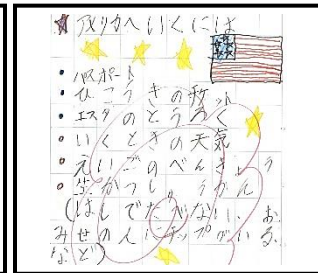 アメリカへいくには
・パスポート
・ひこうきの チケット
・エスタのとうろく
・いくときの天気
・えいごのべんきょう
・生かつしゅうかん
(はしでたべない、お
みせの人にチップがいる
など)